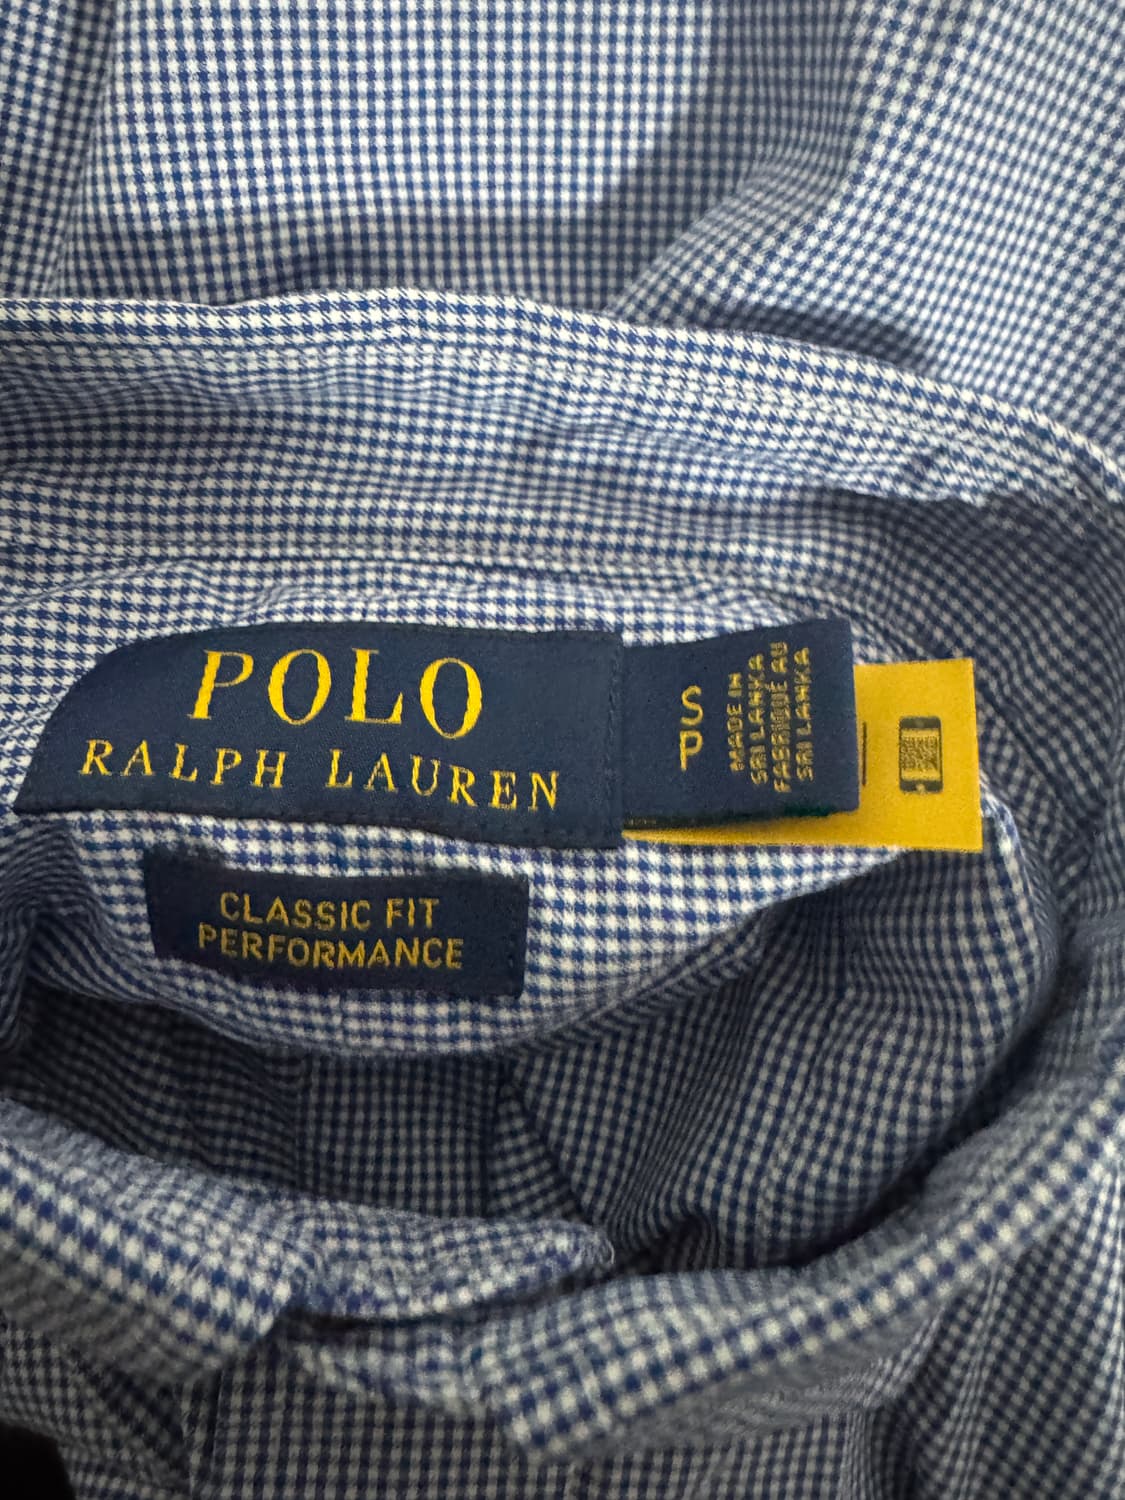 POLO
RALPH LAUREN
S
P
MADE IN
SRI LANKA
FABRIQUÉ AU
SRI LANKA
CLASSIC FIT
PERFORMANCE